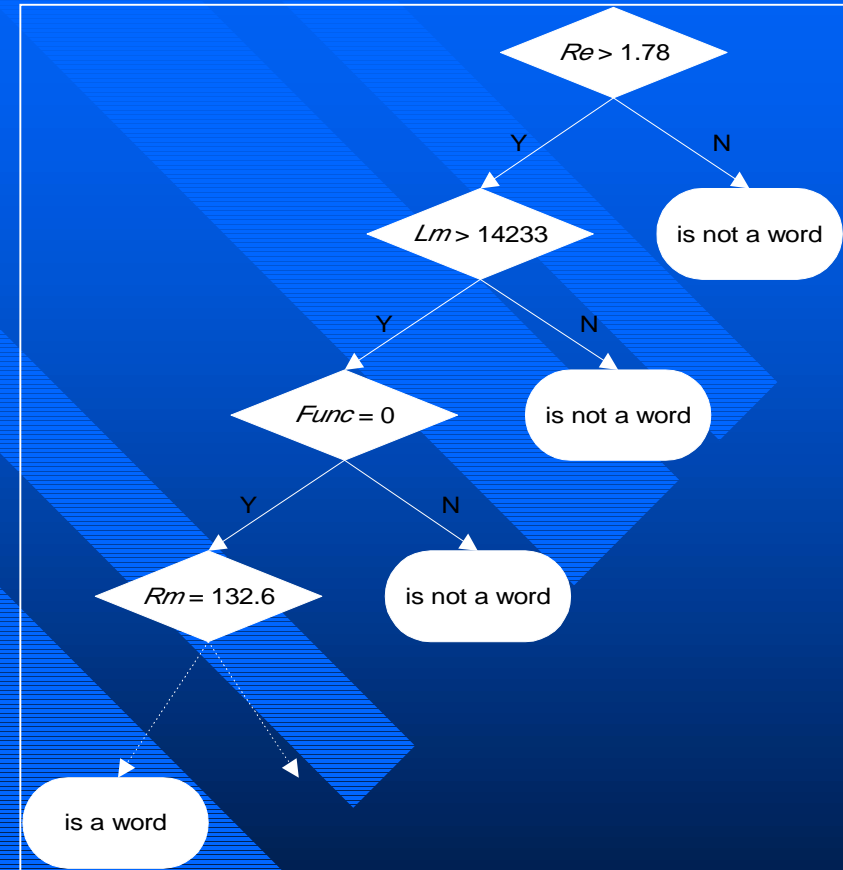 Re > 1.78
Y
N
Lm > 14233
is not a word
Y
N
Func = 0
is not a word
Y
N
Rm = 132.6
is not a word
is a word